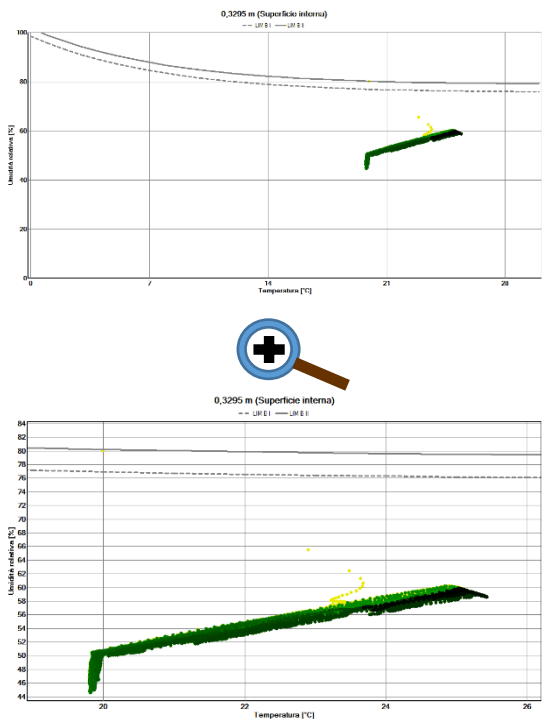 0,3295 m (Superficie interna)
LIM B I LIM B II
100
80
60
40
20
0
Umidità relativa [%]
0 7 14 21 28
Temperatura [°C]
0,3295 m (Superficie interna)
LIM B I LIM B II
84
82
80
78
76
74
72
70
68
66
64
62
60
58
56
54
52
50
48
46
44
Umidità relativa [%]
20 22 24 26
Temperatura [°C]